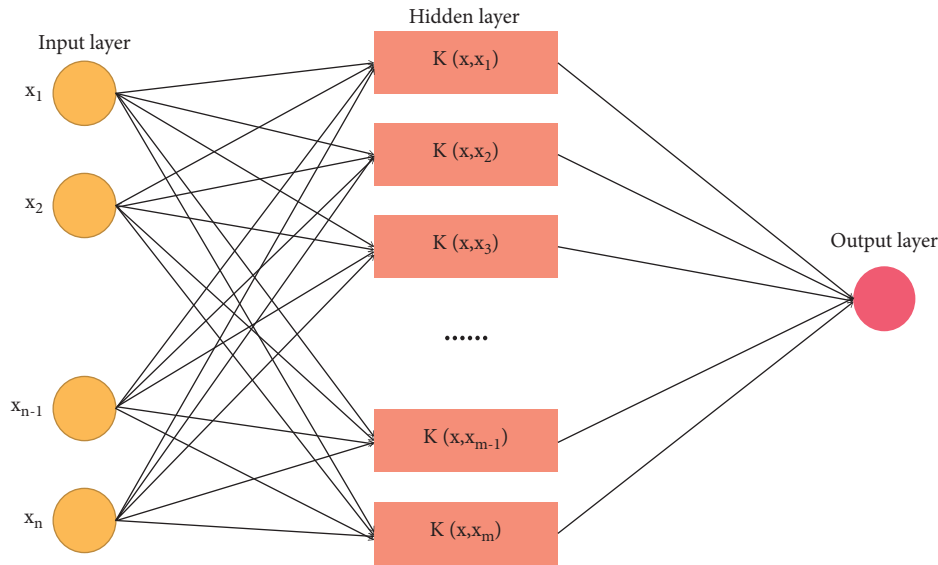 Input layer
x₁
x₂
xₙ₋₁
xₙ
Hidden layer
K (x,x₁)
K (x,x₂)
K (x,x₃)
......
K (x,xₘ₋₁)
K (x,xₘ)
Output layer